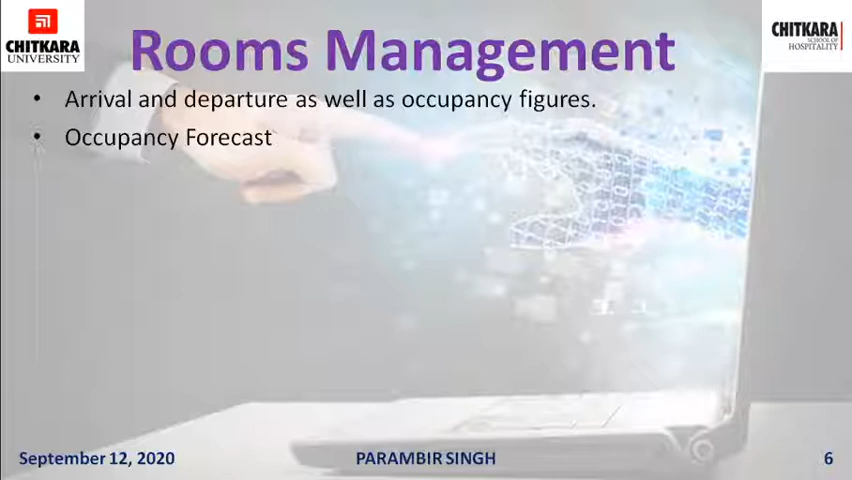 CHITKARA
UNIVERSITY
Rooms Management
CHITKARA
SCHOOL OF
HOSPITALITY
• Arrival and departure as well as occupancy figures.
• Occupancy Forecast
September 12, 2020
PARAMBIR SINGH
6